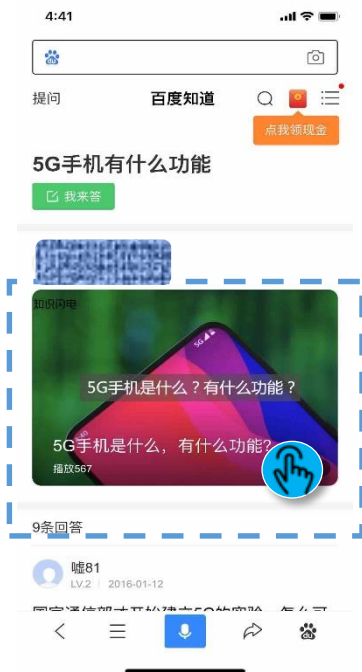 4:41
提问
百度知道
点我领现金
5G手机有什么功能
我来答
知识闪电
5G
5G手机是什么？有什么功能？
5G手机是什么，有什么功能?
播放567
9条回答
嘘81
LV.2 2016-01-12